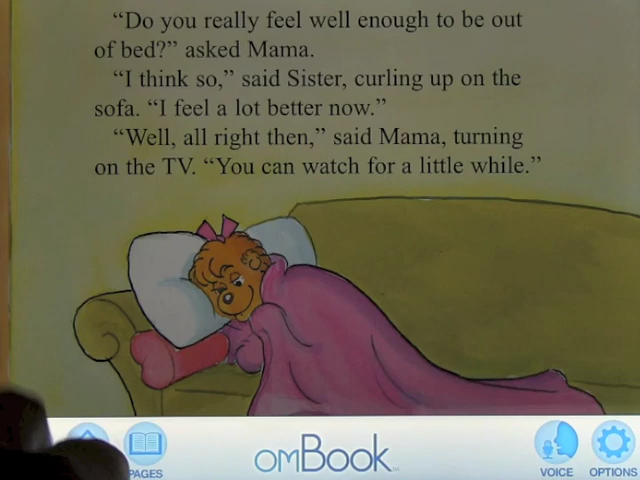 “Do you really feel well enough to be out
of bed?” asked Mama.
“I think so,” said Sister, curling up on the
sofa. “I feel a lot better now.”
“Well, all right then,” said Mama, turning
on the TV. “You can watch for a little while.”
omBook™
PAGES
VOICE
OPTIONS